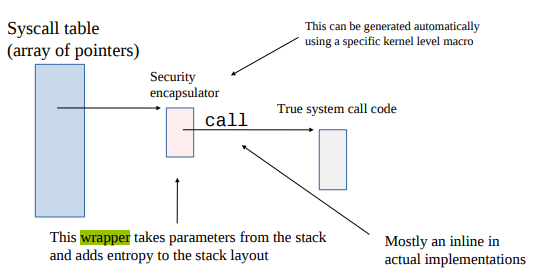 Syscall table
(array of pointers)
This can be generated automatically
using a specific kernel level macro
Security
encapsulator
call
True system call code
This wrapper takes parameters from the stack
and adds entropy to the stack layout
Mostly an inline in
actual implementations